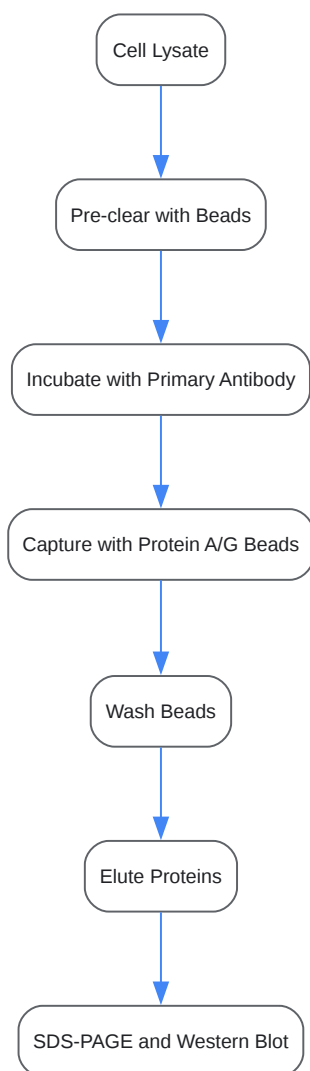 Cell Lysate
Pre-clear with Beads
Incubate with Primary Antibody
Capture with Protein A/G Beads
Wash Beads
Elute Proteins
SDS-PAGE and Western Blot